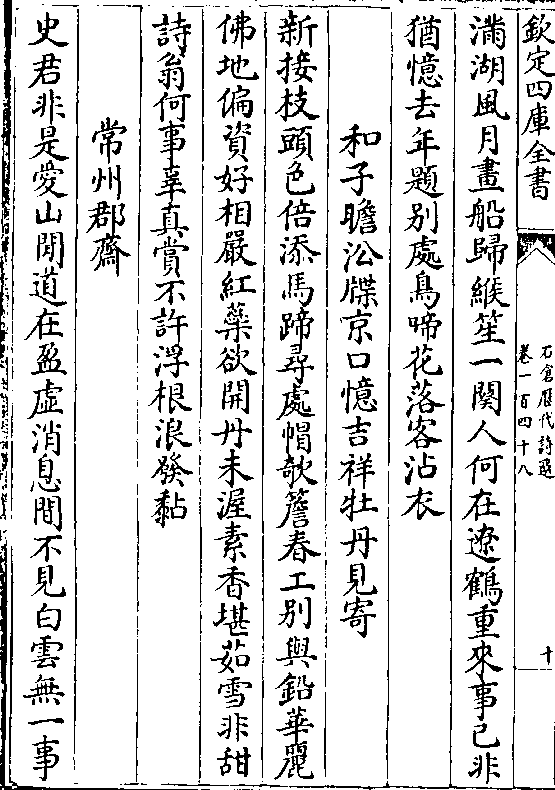 欽定四庫全書
石倉歷代詩選
卷一百四十八
十
滿湖風月畫船歸緱笙一闋人何在遼鶴重來事已非
猶憶去年題別處鳥啼花落客沾衣
和子瞻沿牒京口憶吉祥牡丹見寄
新接枝頭色倍添馬蹄尋處帽欹簷春工別與鉛華麗
佛地偏資好相嚴紅藥欲開丹未渥素香堪茹雪非甜
詩翁何事辜真賞不許浮根浪發黏
常州郡齋
史君非是愛山閒道在盈虛消息間不見白雲無一事